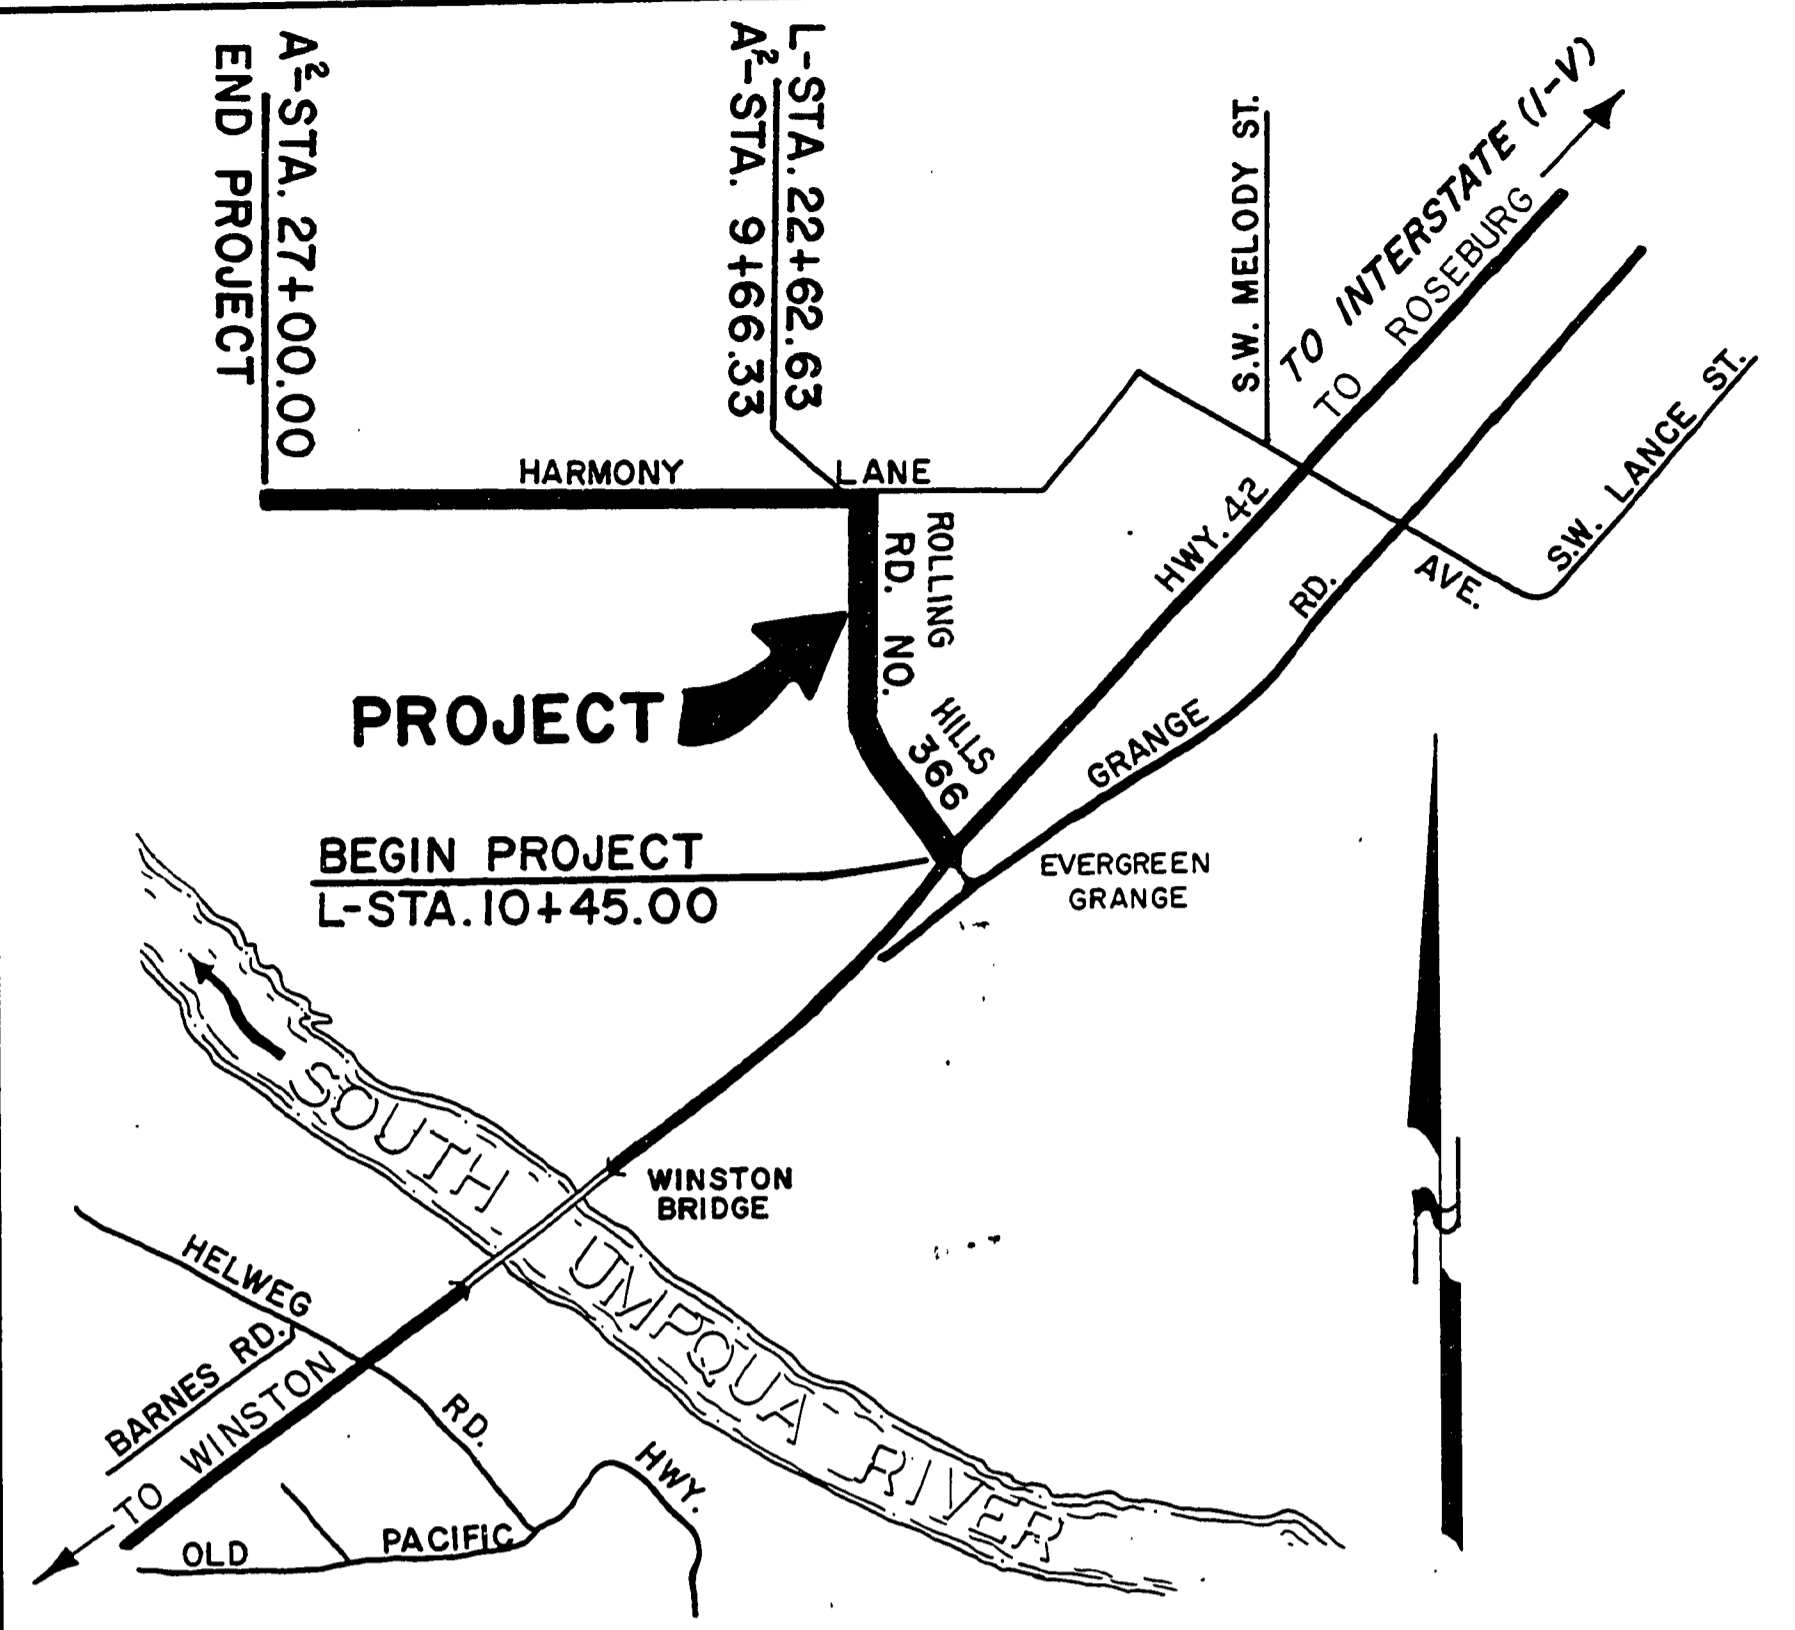 A²-STA. 27+00.00
END PROJECT
L-STA. 22+62.63
A²-STA. 9+66.33
S.W. MELODY ST.
TO INTERSTATE (I-V)
TO ROSEBURG
S.W. LANCE ST.
HARMONY LANE
ROLLING HILLS
RD. NO. 366
HWY. 42
AVE.
GRANGE RD.
PROJECT
BEGIN PROJECT
L-STA. 10+45.00
EVERGREEN
GRANGE
N
SOUTH UMPQUA RIVER
WINSTON
BRIDGE
HELWEG RD.
BARNES RD.
TO WINSTON
OLD PACIFIC HWY.